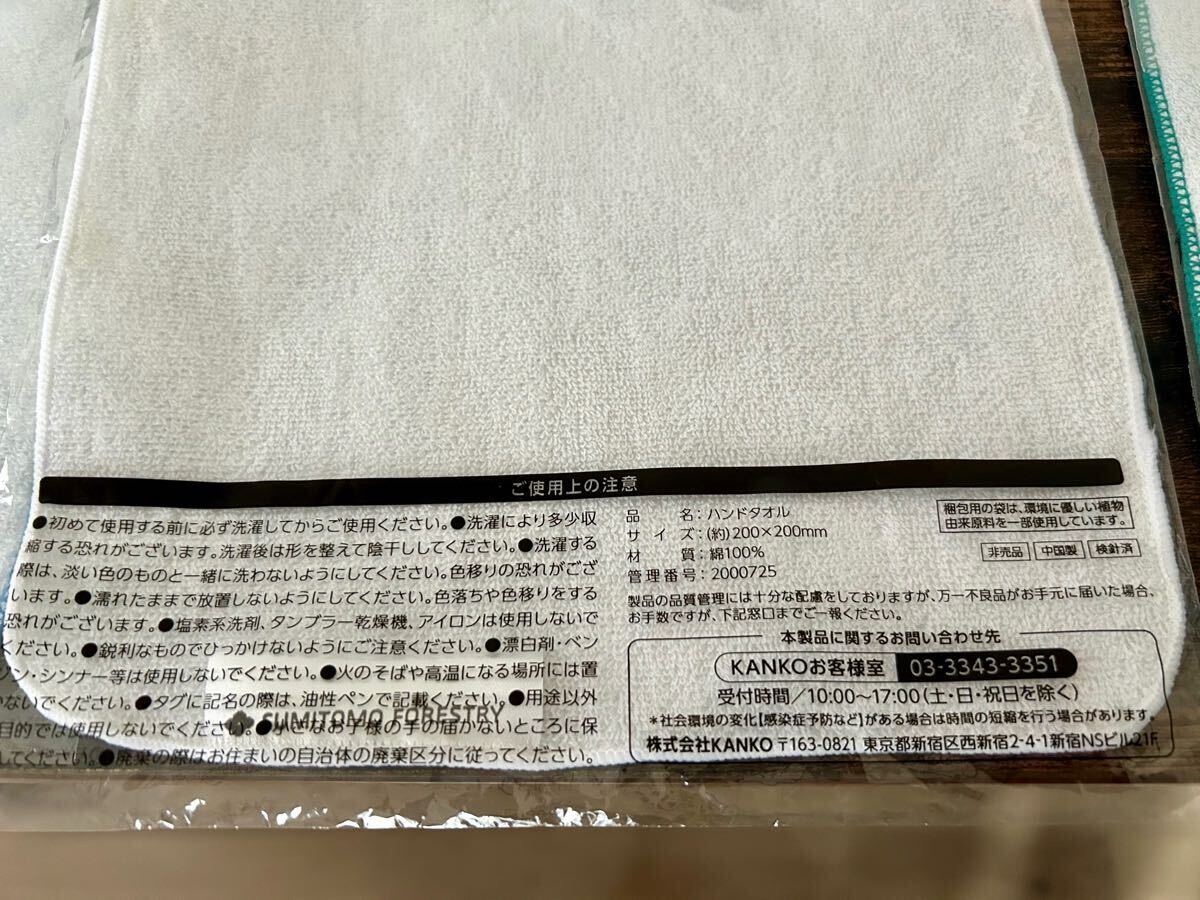 ご使用上の注意
●初めて使用する前に必ず洗濯してからご使用ください。●洗濯により多少収
縮する恐れがございます。洗濯後は形を整えて陰干ししてください。●洗濯する
際は、淡い色のものと一緒に洗わないようにしてください。色移りの恐れがござ
います。●濡れたままで放置しないようにしてください。色落ちや色移りをする
恐れがございます。●塩素系洗剤、タンブラー乾燥機、アイロンは使用しないで
ください。●鋭利なものでひっかけないようにしてください。●漂白剤・ベン
ジン・シンナー等は使用しないでください。●火のそばや高温になる場所には置
かないでください。●タグに記名の際は、油性ペンで記載ください。●用途以外
の目的では使用しないでください。●小さなお子様の手の届かないところに保
してください。●廃棄の際はお住まいの自治体の廃棄区分に従ってください。
SUMITOMO FORESTRY
品名:ハンドタオル
サイズ:(約)200×200mm
材質:綿100%
管理番号:2000725
梱包用の袋は、環境に優しい植物
由来原料を一部使用しています。
非売品 中国製 検針済
製品の品質管理には十分な配慮をしておりますが、万一不良品がお手元に届いた場合、
お手数ですが、下記窓口までご一報ください。
本製品に関するお問い合わせ先
KANKOお客様室 03-3343-3351
受付時間/10:00~17:00(土・日・祝日を除く)
*社会環境の変化【感染症予防など】がある場合は時間の短縮を行う場合があります。
株式会社KANKO 〒163-0821 東京都新宿区西新宿2-4-1新宿NSビル21F